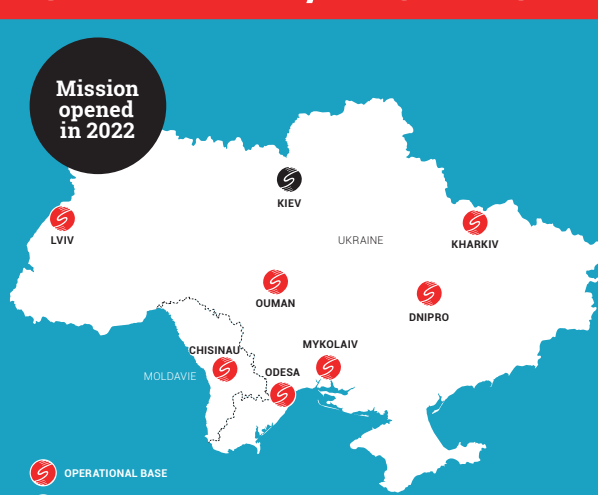 Mission
opened
in 2022
KIEV
LVIV
UKRAINE
KHARKIV
OUMAN
DNIPRO
MYKOLAIV
CHISINAU
ODESA
MOLDAVIE
OPERATIONAL BASE